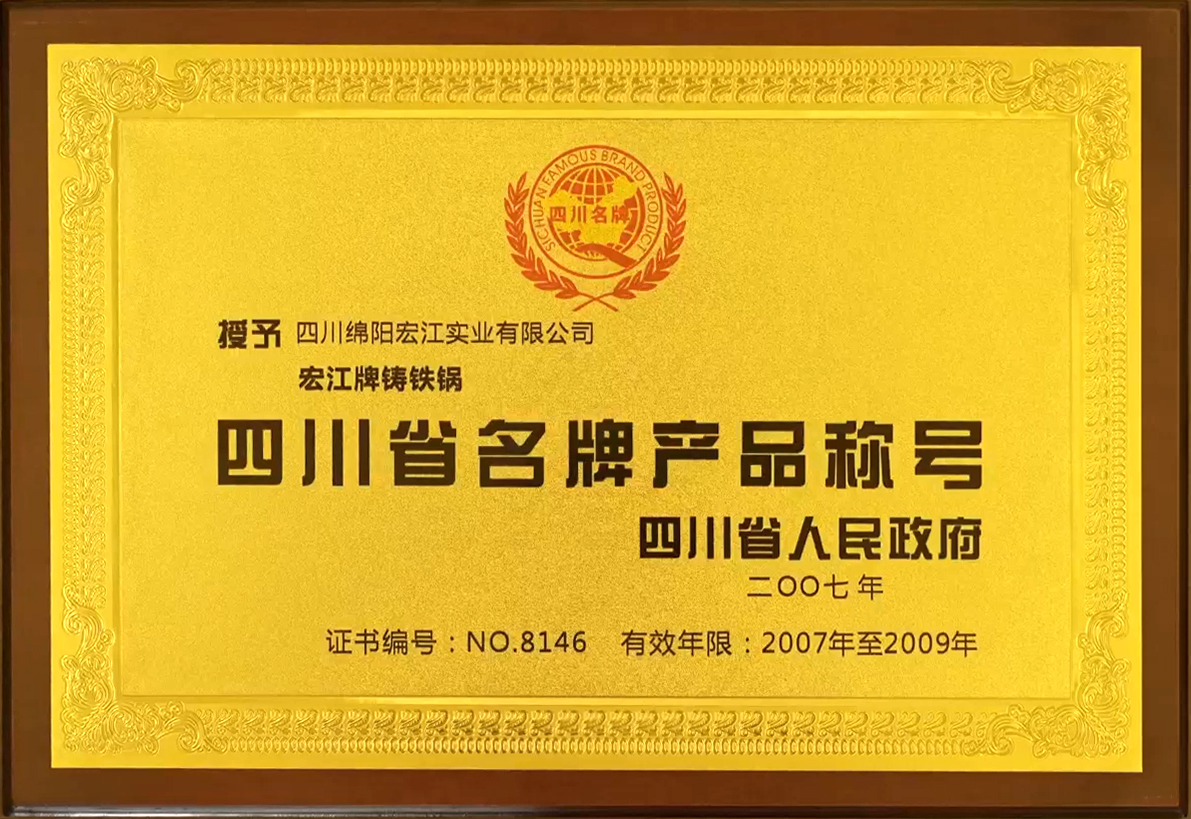 SICHUAN FAMOUS BRAND PRODUCT
四川名牌
授予 四川绵阳宏江实业有限公司
宏江牌铸铁锅
四川省名牌产品称号
四川省人民政府
二〇〇七年
证书编号：NO.8146 有效年限：2007年至2009年